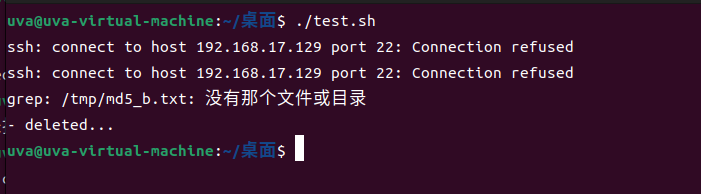 uva@uva-virtual-machine:~/桌面$ ./test.sh
ssh: connect to host 192.168.17.129 port 22: Connection refused
ssh: connect to host 192.168.17.129 port 22: Connection refused
grep: /tmp/md5_b.txt: 没有那个文件或目录
- deleted...
uva@uva-virtual-machine:~/桌面$